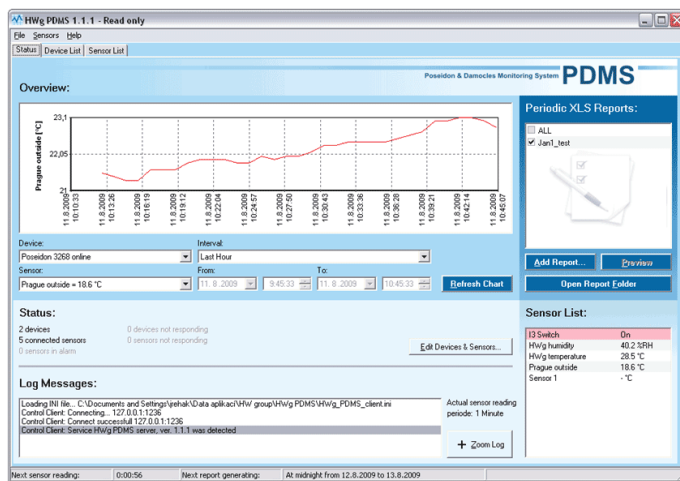 HWg PDMS 1.1.1 - Read only
File Sensors Help
Status Device List Sensor List
Poseidon & Damocles Monitoring System PDMS
Overview:
Prague outside [°C]
23,1
22,05
21
11.8.2009 10:10:33
11.8.2009 10:13:26
11.8.2009 10:16:19
11.8.2009 10:19:12
11.8.2009 10:22:04
11.8.2009 10:24:57
11.8.2009 10:27:50
11.8.2009 10:30:43
11.8.2009 10:33:36
11.8.2009 10:36:28
11.8.2009 10:39:21
11.8.2009 10:42:14
11.8.2009 10:45:07
Device:
Poseidon 3268 online
Interval:
Last Hour
Sensor:
Prague outside = 18.6 °C
From:
11. 8. 2009 9:45:33
To:
11. 8. 2009 10:45:33
Refresh Chart
Periodic XLS Reports:
ALL
Jan1_test
Add Report... Preview
Open Report Folder
Status:
2 devices 0 devices not responding
5 connected sensors 0 sensors not responding
0 sensors in alarm
Edit Devices & Sensors...
Sensor List:
I3 Switch On
HWg humidity 40.2 %RH
HWg temperature 28.5 °C
Prague outside 18.6 °C
Sensor 1 - °C
Log Messages:
Loading INI file... C:\Documents and Settings\rehak\Data aplikací\HW group\HWg PDMS\HWg_PDMS_client.ini
Control Client: Connecting... 127.0.0.1:1236
Control Client: Connect successfull 127.0.0.1:1236
Control Client: Service HWg PDMS server, ver. 1.1.1 was detected
Actual sensor reading
periode: 1 Minute
+ Zoom Log
Next sensor reading: 0:00:56 Next report generating: At midnight from 12.8.2009 to 13.8.2009